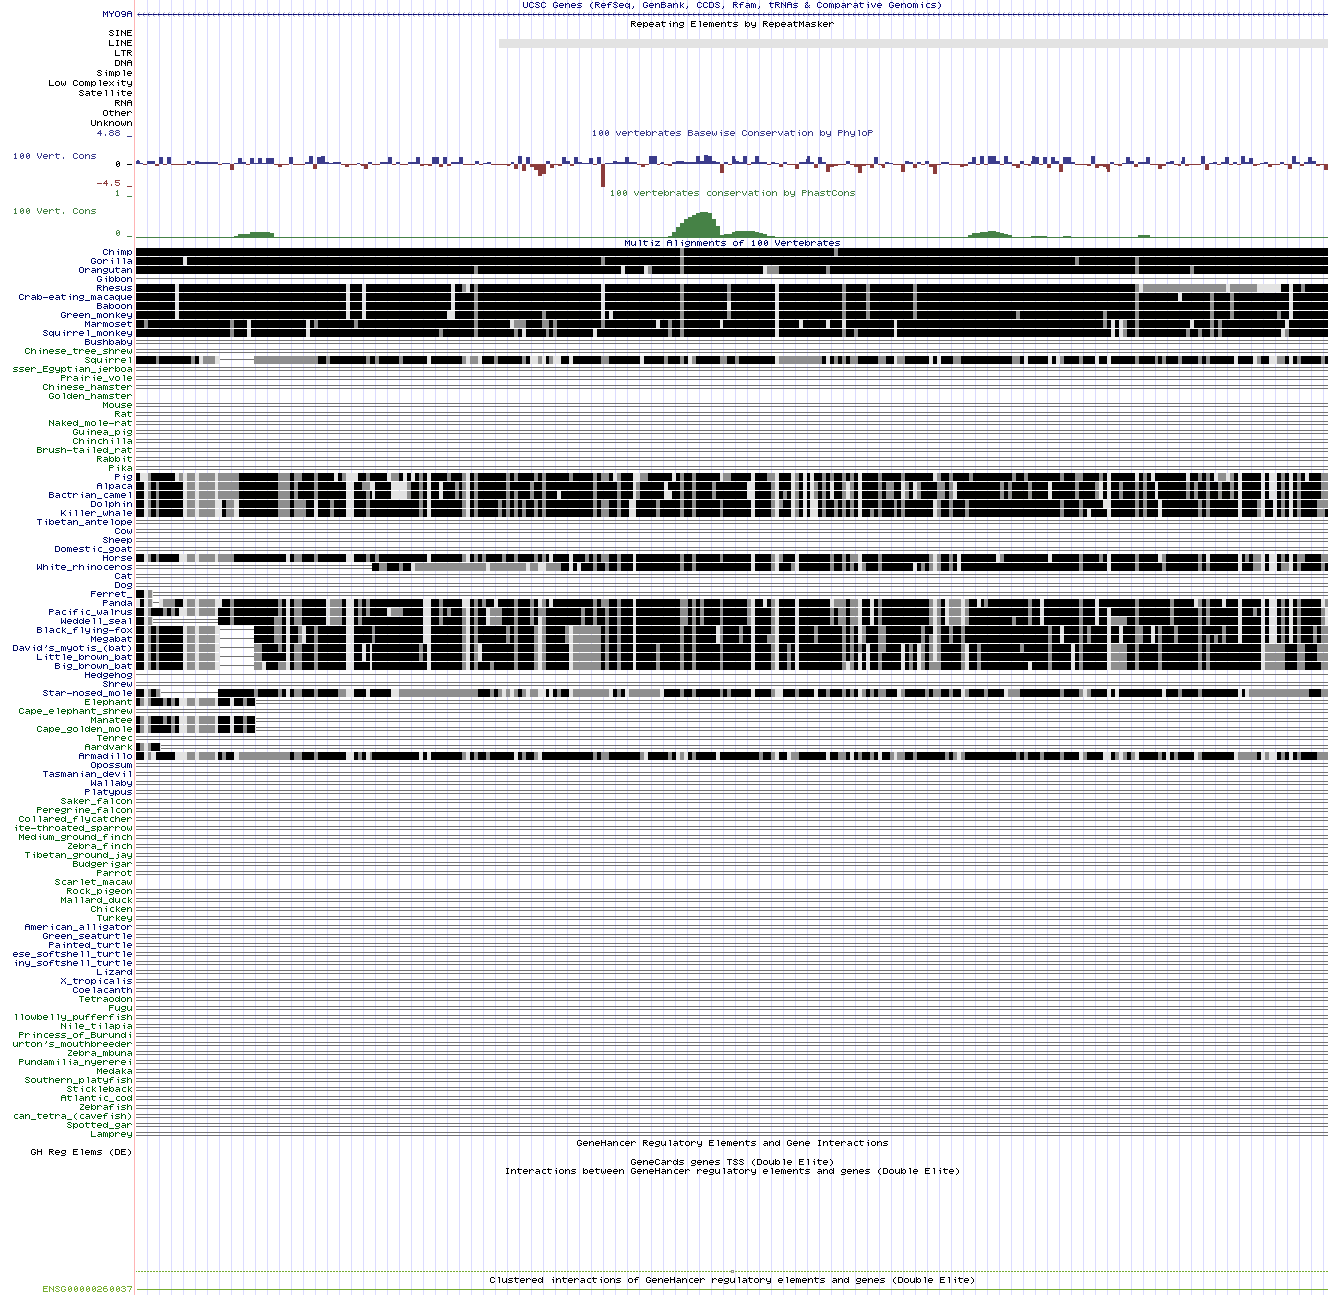 UCSC Genes (RefSeq, GenBank, CCDS, Rfam, tRNAs & Comparative Genomics)
MYO9A
Repeating Elements by RepeatMasker
SINE
LINE
LTR
DNA
Simple
Low Complexity
Satellite
RNA
Other
Unknown
4.88 _
100 vertebrates Basewise Conservation by PhyloP
100 Vert. Cons
0 _
-4.5 _
1 _
100 vertebrates conservation by PhastCons
100 Vert. Cons
0 _
Multiz Alignments of 100 Vertebrates
Chimp
Gorilla
Orangutan
Gibbon
Rhesus
Crab-eating_macaque
Baboon
Green_monkey
Marmoset
Squirrel_monkey
Bushbaby
Chinese_tree_shrew
Squirrel
sser_Egyptian_jerboa
Prairie_vole
Chinese_hamster
Golden_hamster
Mouse
Rat
Naked_mole-rat
Guinea_pig
Chinchilla
Brush-tailed_rat
Rabbit
Pika
Pig
Alpaca
Bactrian_camel
Dolphin
Killer_whale
Tibetan_antelope
Cow
Sheep
Domestic_goat
Horse
White_rhinoceros
Cat
Dog
Ferret_
Panda
Pacific_walrus
Weddell_seal
Black_flying-fox
Megabat
David's_myotis_(bat)
Little_brown_bat
Big_brown_bat
Hedgehog
Shrew
Star-nosed_mole
Elephant
Cape_elephant_shrew
Manatee
Cape_golden_mole
Tenrec
Aardvark
Armadillo
Opossum
Tasmanian_devil
Wallaby
Platypus
Saker_falcon
Peregrine_falcon
Collared_flycatcher
ite-throated_sparrow
Medium_ground_finch
Zebra_finch
Tibetan_ground_jay
Budgerigar
Parrot
Scarlet_macaw
Rock_pigeon
Mallard_duck
Chicken
Turkey
American_alligator
Green_seaturtle
Painted_turtle
ese_softshell_turtle
iny_softshell_turtle
Lizard
X_tropicalis
Coelacanth
Tetraodon
Fugu
llowbelly_pufferfish
Nile_tilapia
Princess_of_Burundi
urton's_mouthbreeder
Zebra_mbuna
Pundamilia_nyererei
Medaka
Southern_platyfish
Stickleback
Atlantic_cod
Zebrafish
can_tetra_(cavefish)
Spotted_gar
Lamprey
GeneHancer Regulatory Elements and Gene Interactions
GH Reg Elems (DE)
GeneCards genes TSS (Double Elite)
Interactions between GeneHancer regulatory elements and genes (Double Elite)
Clustered interactions of GeneHancer regulatory elements and genes (Double Elite)
ENSG00000260037